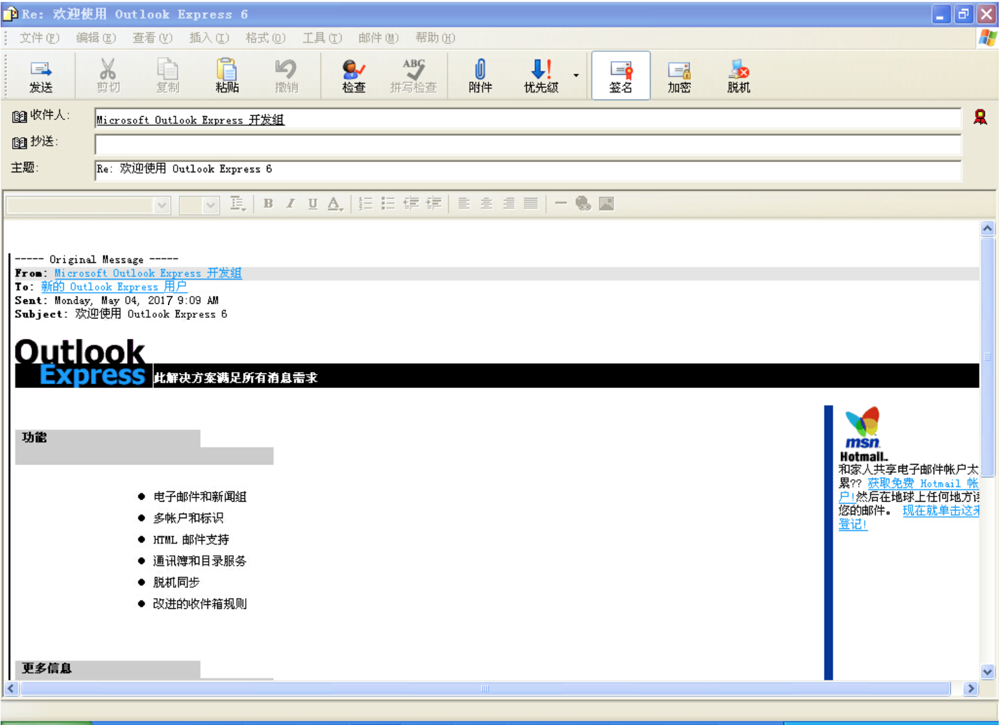 Re: 欢迎使用 Outlook Express 6
文件(F) 编辑(E) 查看(V) 插入(I) 格式(O) 工具(T) 邮件(M) 帮助(H)
ABC
发送 剪切 复制 粘贴 撤销 检查 拼写检查 附件 优先级 签名 加密 脱机
收件人: Microsoft Outlook Express 开发组
抄送:
主题: Re: 欢迎使用 Outlook Express 6
B I U A
----- Original Message -----
From: Microsoft Outlook Express 开发组
To: 新的 Outlook Express 用户
Sent: Monday, May 04, 2017 9:09 AM
Subject: 欢迎使用 Outlook Express 6
Outlook
Express 此解决方案满足所有消息需求
功能
电子邮件和新闻组
多帐户和标识
HTML 邮件支持
通讯簿和目录服务
脱机同步
改进的收件箱规则
更多信息
msn
Hotmail
和家人共享电子邮件帐户太
累?? 获取免费 Hotmail 帐
户!然后在地球上任何地方
您的邮件。 现在就单击这
登记!